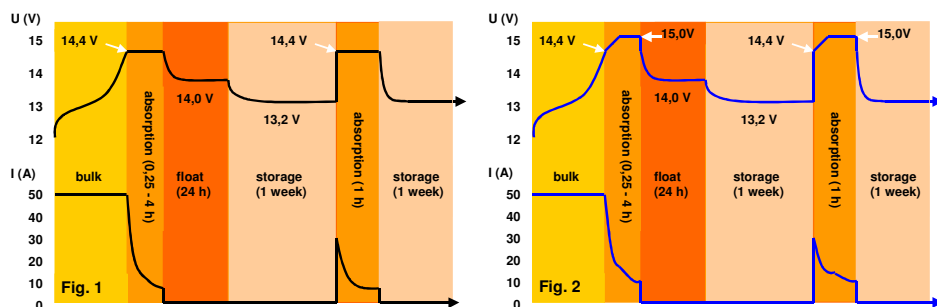 U (V)
15
14
13
12
I (A)
50
40
30
20
10
0
14,4 V
14,0 V
13,2 V
14,4 V
bulk
absorption (0,25 - 4 h)
float
(24 h)
storage
(1 week)
absorption (1 h)
storage
(1 week)
Fig. 1
U (V)
15
14
13
12
I (A)
50
40
30
20
10
0
14,4 V
15,0V
14,0 V
13,2 V
14,4 V
15,0V
bulk
absorption (0,25 - 4 h)
float
(24 h)
storage
(1 week)
absorption (1 h)
storage
(1 week)
Fig. 2